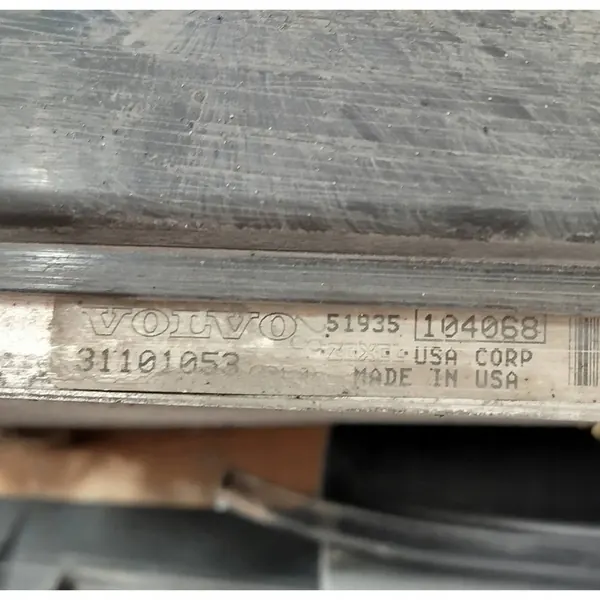 VOLVO 51935 104068
31101053 USA CORP
MADE IN USA